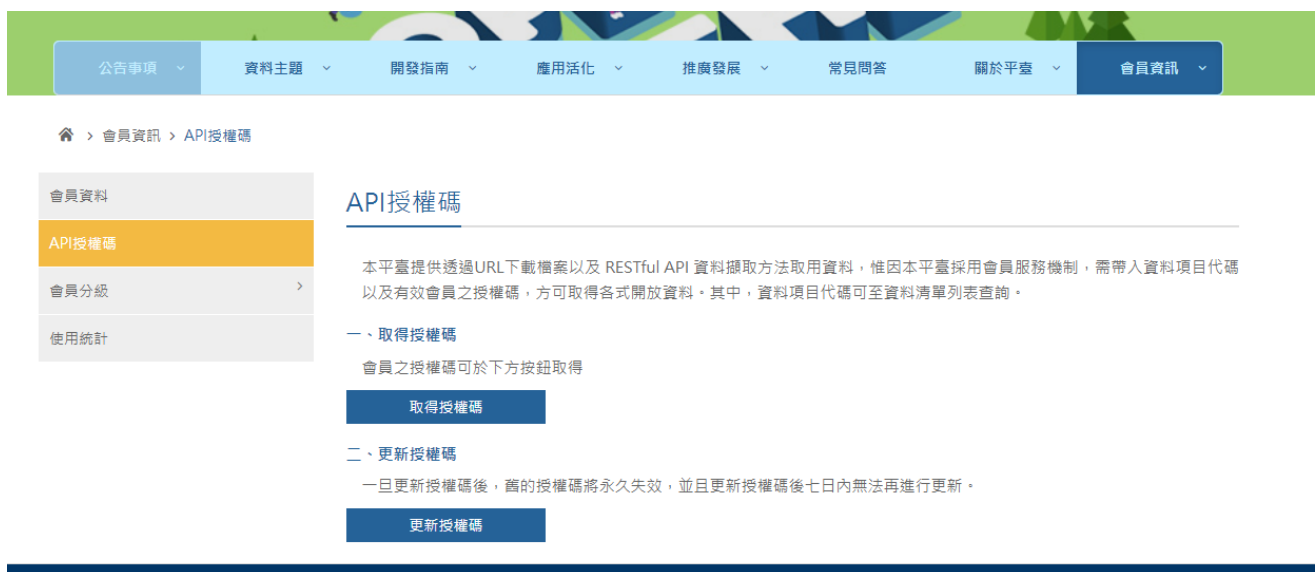 公告事項
資料主題
開發指南
應用活化
推廣發展
常見問答
關於平臺
會員資訊
會員資訊 > API授權碼
會員資料
API授權碼
會員分級
使用統計
API授權碼
本平臺提供透過URL下載檔案以及 RESTful API 資料擷取方法取用資料，惟因本平臺採用會員服務機制，需帶入資料項目代碼
以及有效會員之授權碼，方可取得各式開放資料。其中，資料項目代碼可至資料清單列表查詢。
一、取得授權碼
會員之授權碼可於下方按鈕取得
取得授權碼
二、更新授權碼
一旦更新授權碼後，舊的授權碼將永久失效，並且更新授權碼後七日內無法再進行更新。
更新授權碼